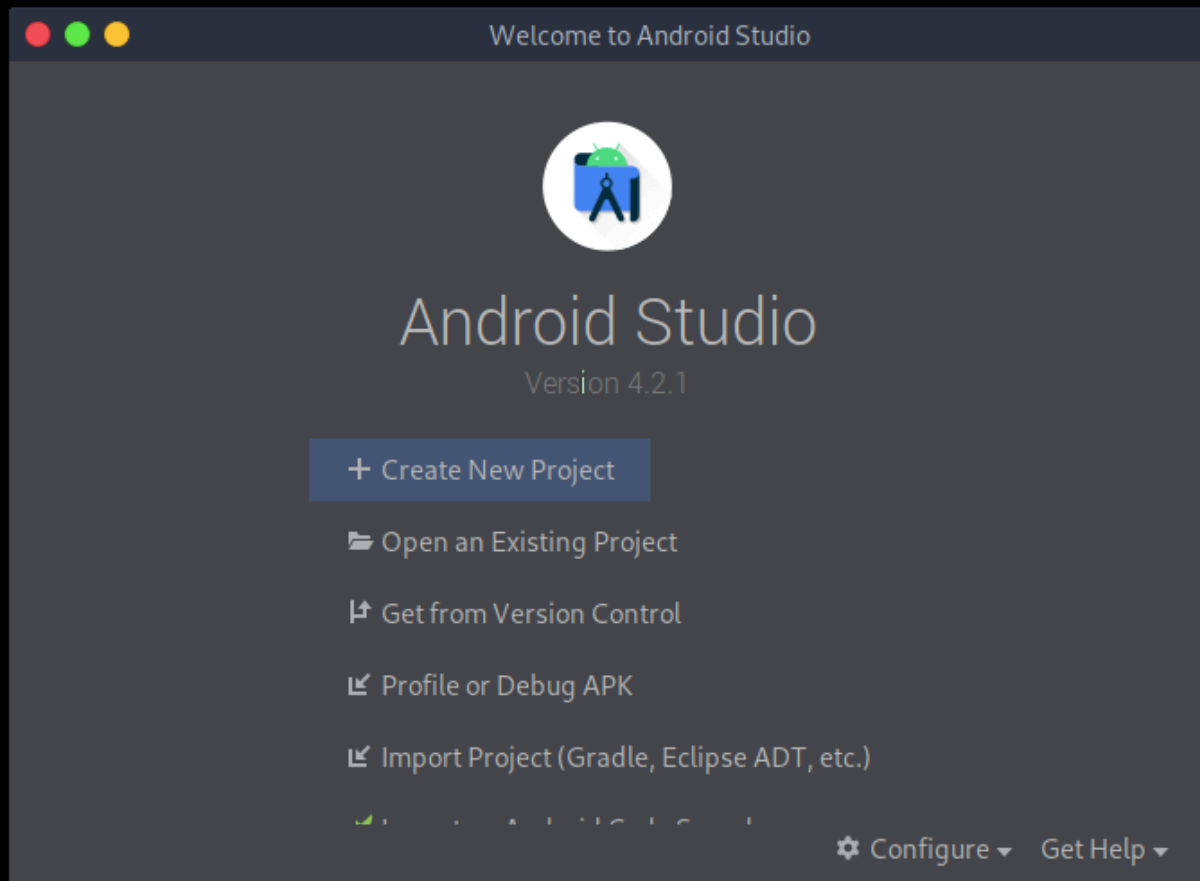 Welcome to Android Studio
Android Studio
Version 4.2.1
Create New Project
Open an Existing Project
Get from Version Control
Profile or Debug APK
Import Project (Gradle, Eclipse ADT, etc.)
Configure
Get Help